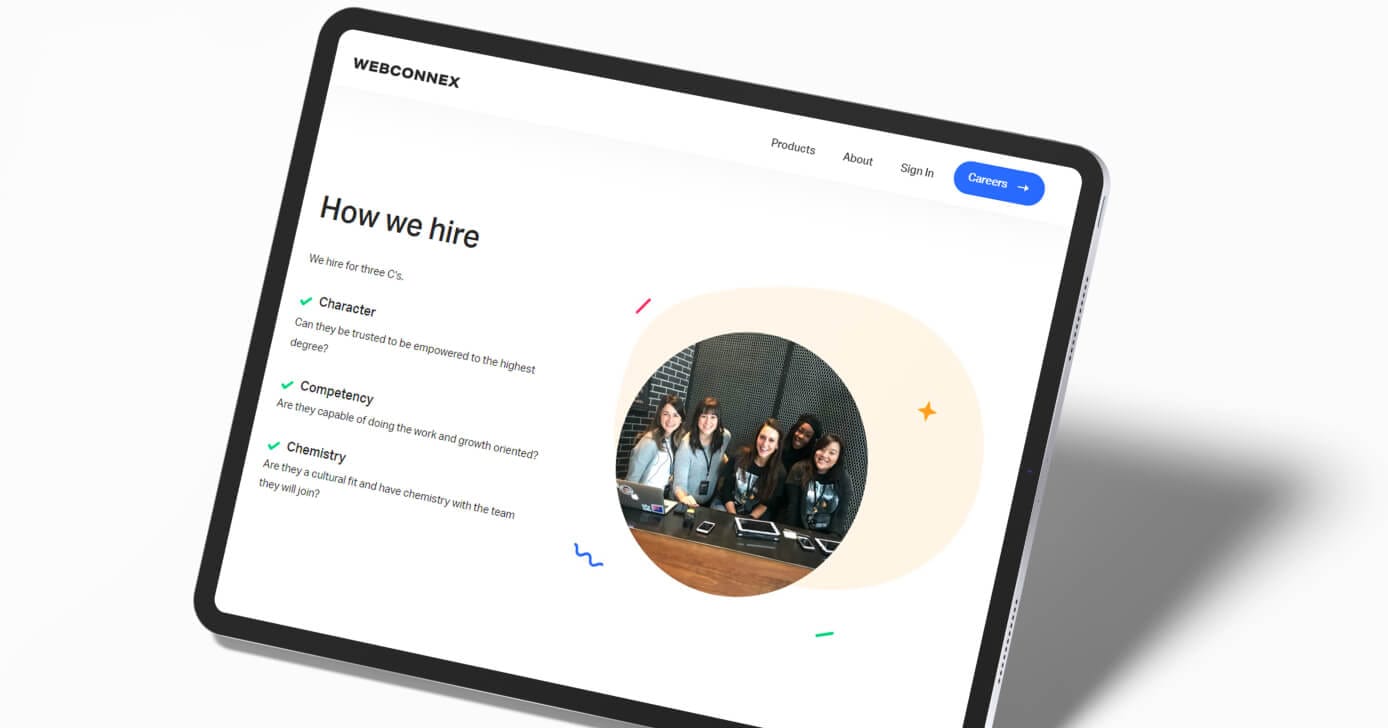 WEBCONNEX
Products
About
Sign In
Careers →
How we hire
We hire for three C's.
Character
Can they be trusted to be empowered to the highest
degree?
Competency
Are they capable of doing the work and growth oriented?
Chemistry
Are they a cultural fit and have chemistry with the team
they will join?